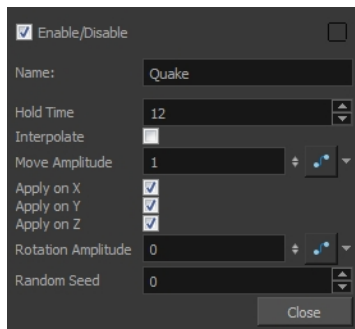 Enable/Disable
Name: Quake
Hold Time 12
Interpolate
Move Amplitude 1
Apply on X
Apply on Y
Apply on Z
Rotation Amplitude 0
Random Seed 0
Close